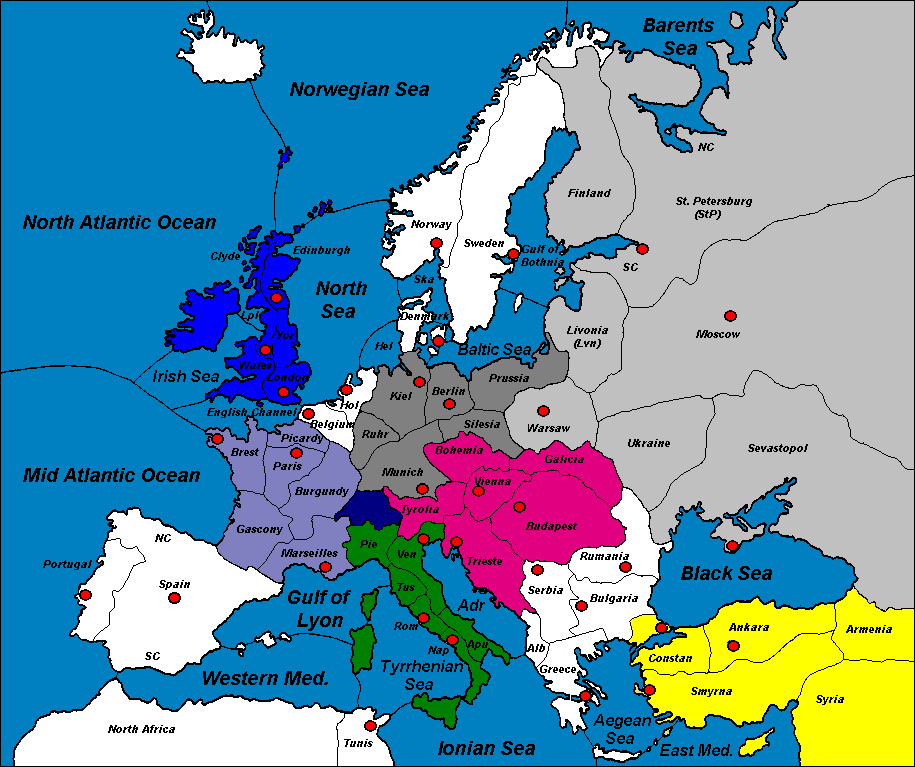 Barents
Sea
Norwegian Sea
NC
Finland
St. Petersburg
(StP)
North Atlantic Ocean
Norway
Sweden
Clyde
Edinburgh
Gulf of
Bothnia
SC
Ska
North
Sea
Lpl
Denmark
Yor
Livonia
(Lvn)
Moscow
Hel
Baltic Sea
Wales
Irish Sea
London
Prussia
Kiel
Berlin
Hol
English Channel
Belgium
Silesia
Warsaw
Ruhr
Picardy
Brest
Paris
Bohemia
Galicia
Ukraine
Sevastopol
Mid Atlantic Ocean
Munich
Vienna
Burgundy
Tyrolia
Budapest
Gascony
NC
Marseilles
Pie
Ven
Trieste
Rumania
Portugal
Spain
Black Sea
Tus
Serbia
Bulgaria
Gulf of
Lyon
Adr
Rom
Ankara
Armenia
Nap
Apu
Alb
SC
Constan
Tyrrhenian
Sea
Greece
Western Med.
Smyrna
Syria
North Africa
Tunis
Aegean
Sea
Ionian Sea
East Med.